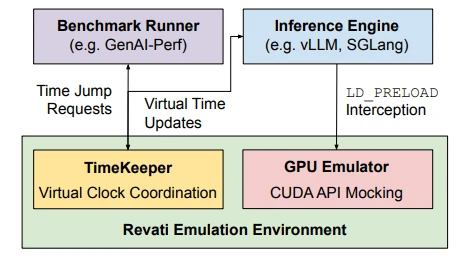 Benchmark Runner
(e.g. GenAI-Perf)
Inference Engine
(e.g. vLLM, SGLang)
Time Jump
Requests
Virtual Time
Updates
LD_PRELOAD
Interception
TimeKeeper
Virtual Clock Coordination
GPU Emulator
CUDA API Mocking
Revati Emulation Environment